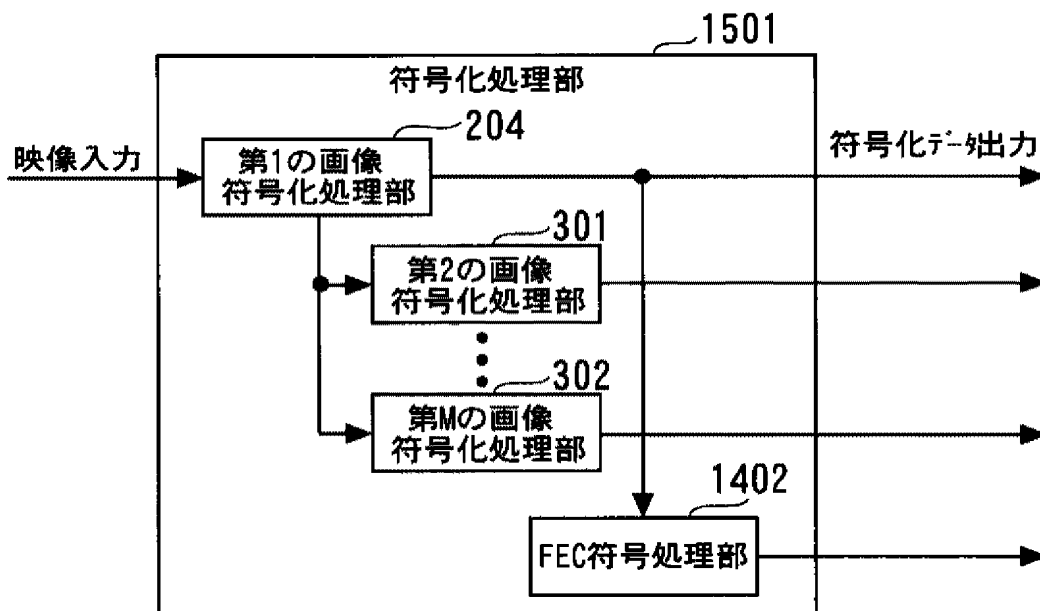 1501
符号化処理部
204
映像入力
第1の画像
符号化処理部
符号化データ出力
301
第2の画像
符号化処理部
302
第Mの画像
符号化処理部
1402
FEC符号処理部